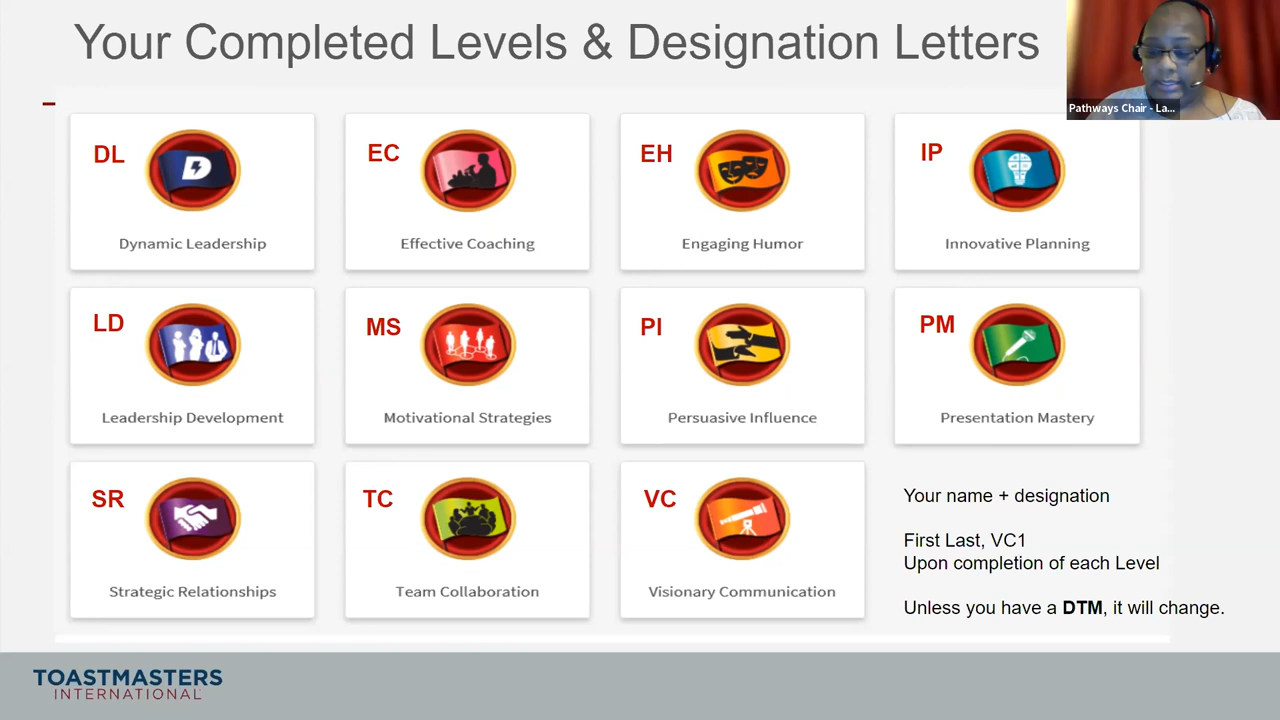 Your Completed Levels & Designation Letters
Pathways Chair - La...
DL
Dynamic Leadership
EC
Effective Coaching
EH
Engaging Humor
IP
Innovative Planning
LD
Leadership Development
MS
Motivational Strategies
PI
Persuasive Influence
PM
Presentation Mastery
SR
Strategic Relationships
TC
Team Collaboration
VC
Visionary Communication
Your name + designation
First Last, VC1
Upon completion of each Level
Unless you have a DTM, it will change.
TOASTMASTERS
INTERNATIONAL